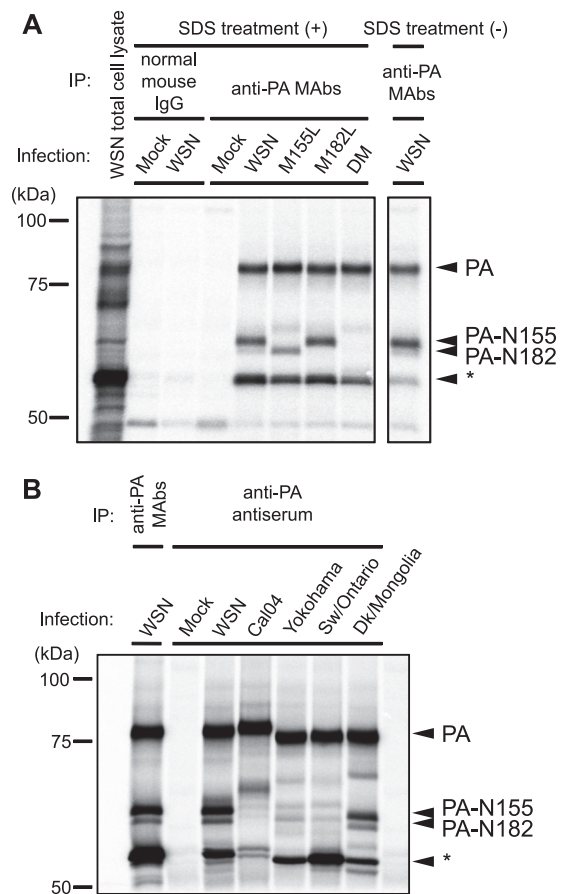 A
SDS treatment (+)
SDS treatment (-)
IP:
WSN total cell lysate
normal
mouse
IgG
anti-PA MAbs
anti-PA
MAbs
Infection:
Mock
WSN
Mock
WSN
M155L
M182L
DM
WSN
(kDa)
100
75
50
PA
PA-N155
PA-N182
*
B
IP:
anti-PA
MAbs
anti-PA
antiserum
Infection:
WSN
Mock
WSN
Cal04
Yokohama
Sw/Ontario
Dk/Mongolia
(kDa)
100
75
50
PA
PA-N155
PA-N182
*